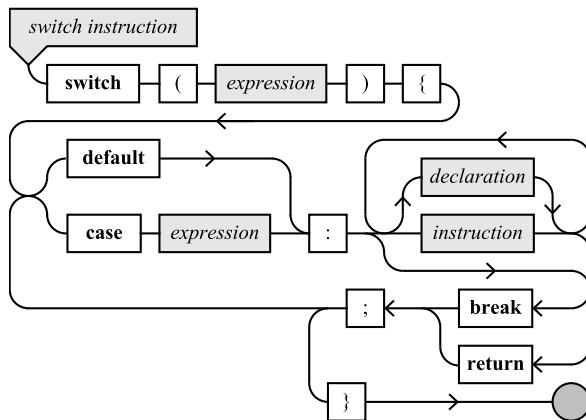 switch instruction
switch ( expression ) {
default
declaration
case expression : instruction
; break
return
}